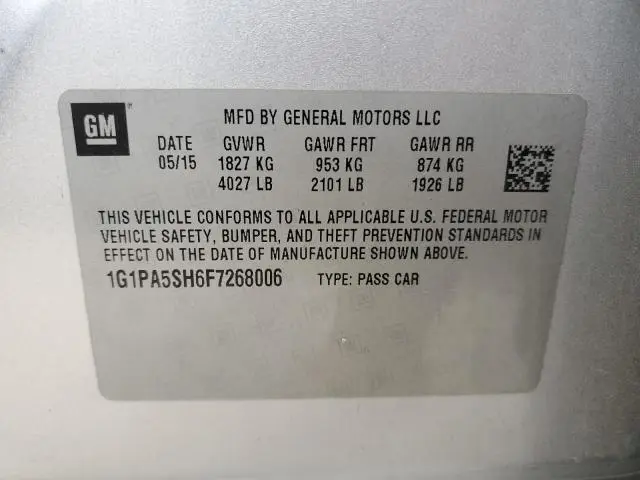 GM
MFD BY GENERAL MOTORS LLC
DATE GVWR GAWR FRT GAWR RR
05/15 1827 KG 953 KG 874 KG
4027 LB 2101 LB 1926 LB
THIS VEHICLE CONFORMS TO ALL APPLICABLE U.S. FEDERAL MOTOR
VEHICLE SAFETY, BUMPER, AND THEFT PREVENTION STANDARDS IN
EFFECT ON THE DATE OF MANUFACTURE SHOWN ABOVE.
1G1PA5SH6F7268006 TYPE: PASS CAR